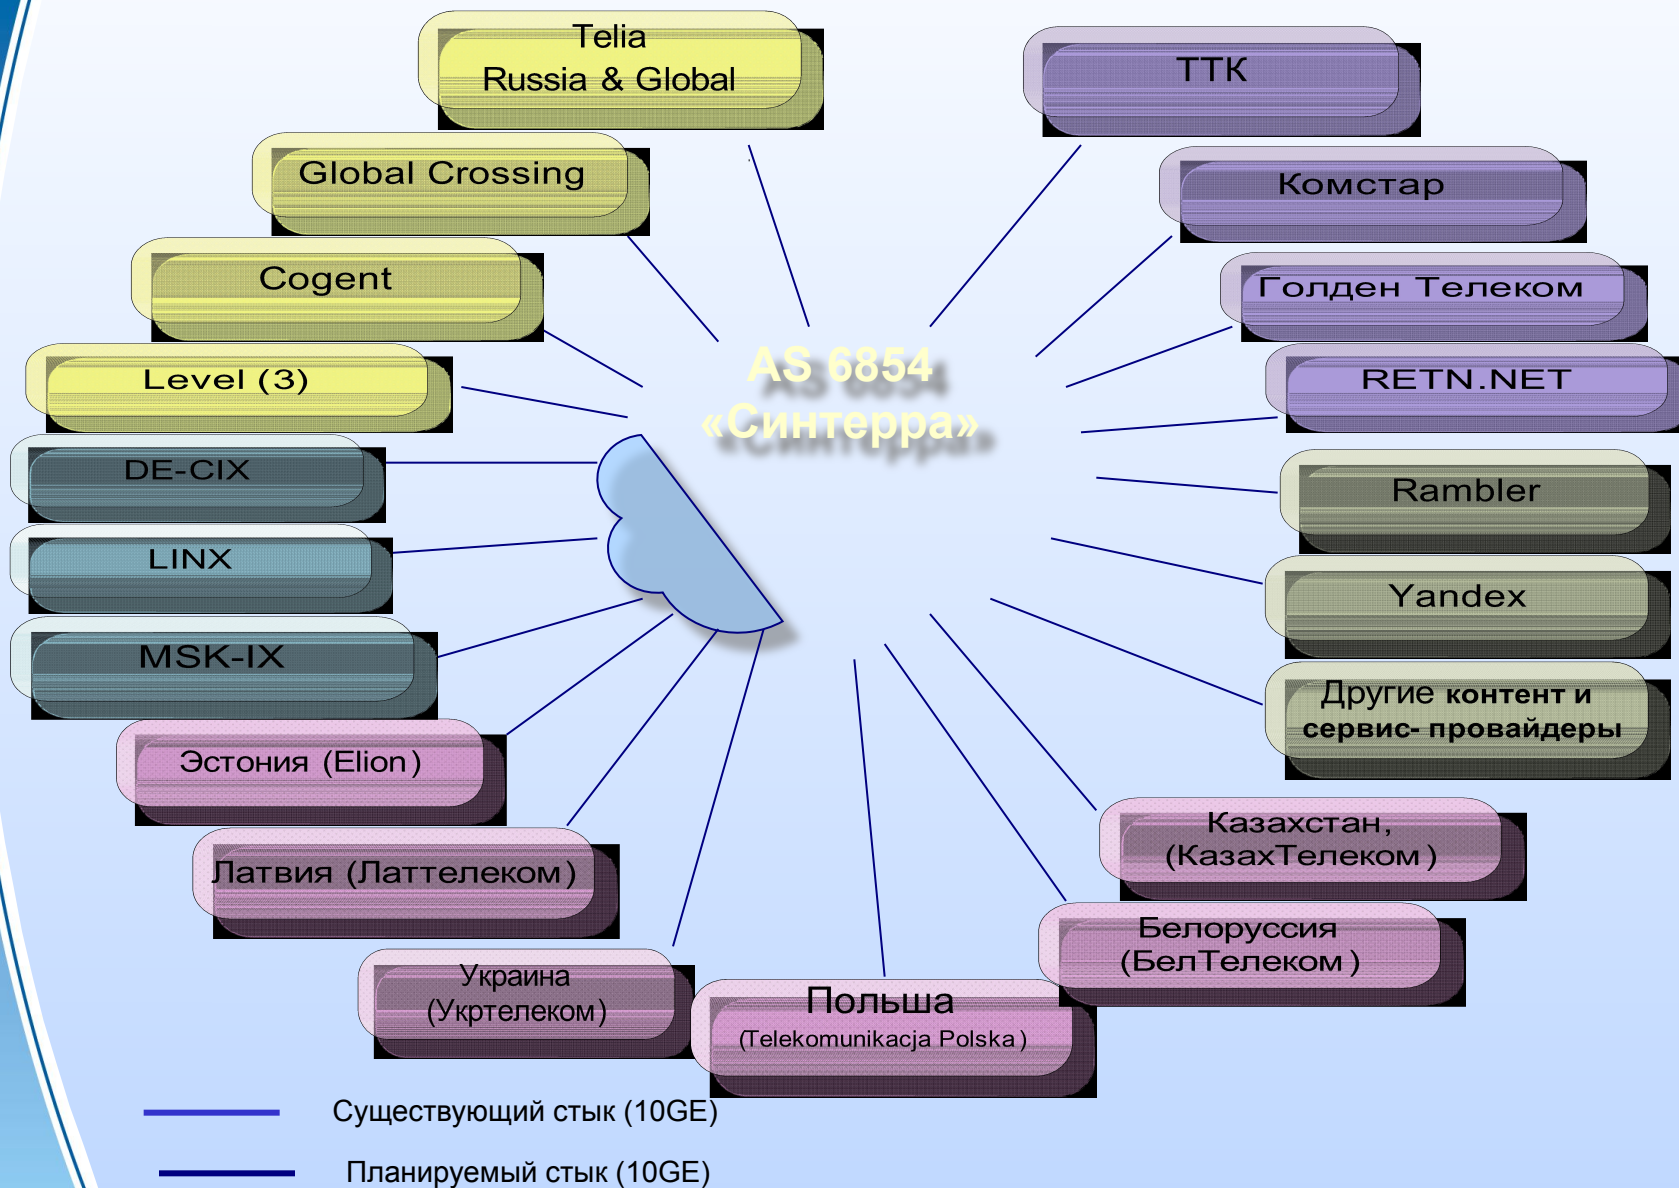 Telia
Russia & Global
ТТК
Global Crossing
Комстар
Cogent
Голден Телеком
Level (3)
RETN.NET
AS 6854
«Синтерра»
DE-CIX
Rambler
LINX
Yandex
MSK-IX
Другие контент и
сервис- провайдеры
Эстония (Elion)
Казахстан,
(КазахТелеком)
Латвия (Латтелеком)
Белоруссия
(БелТелеком)
Украина
(Укртелеком)
Польша
(Telekomunikacja Polska)
Существующий стык (10GE)
Планируемый стык (10GE)